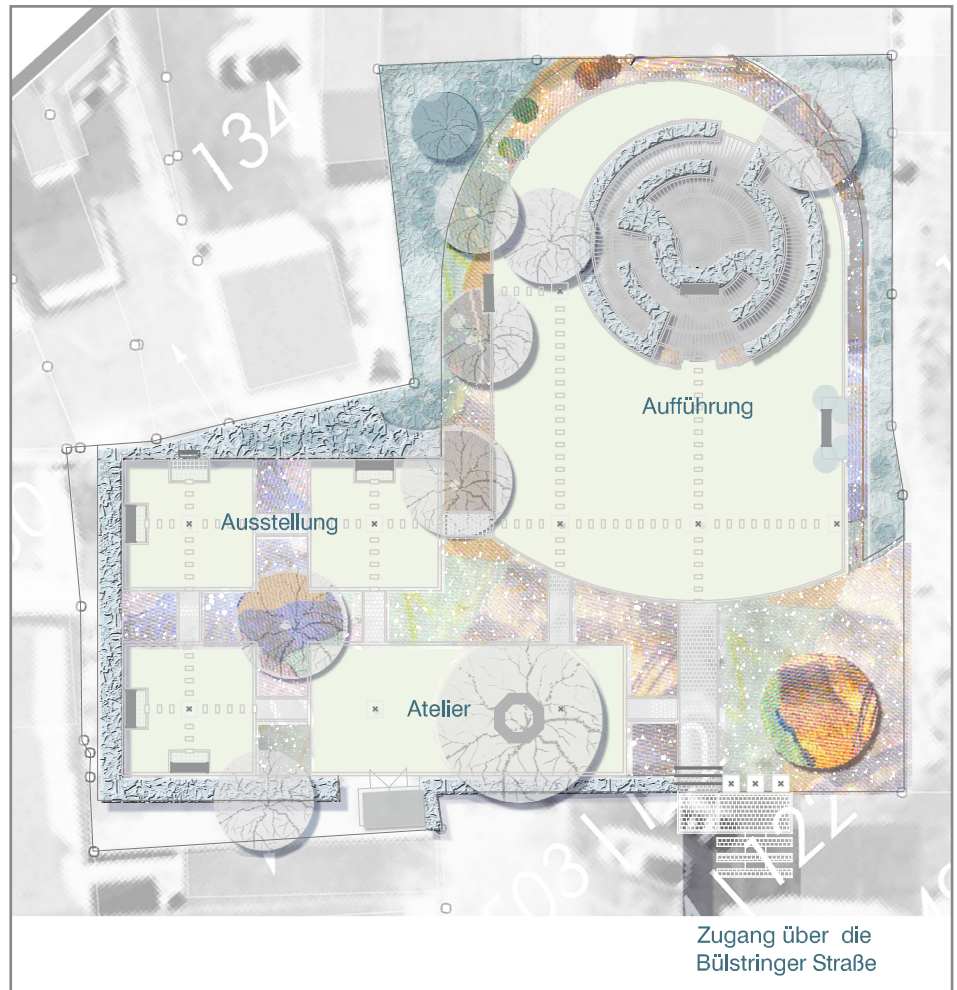 134
Aufführung
Ausstellung
Atelier
Zugang über die
Bülstringer Straße